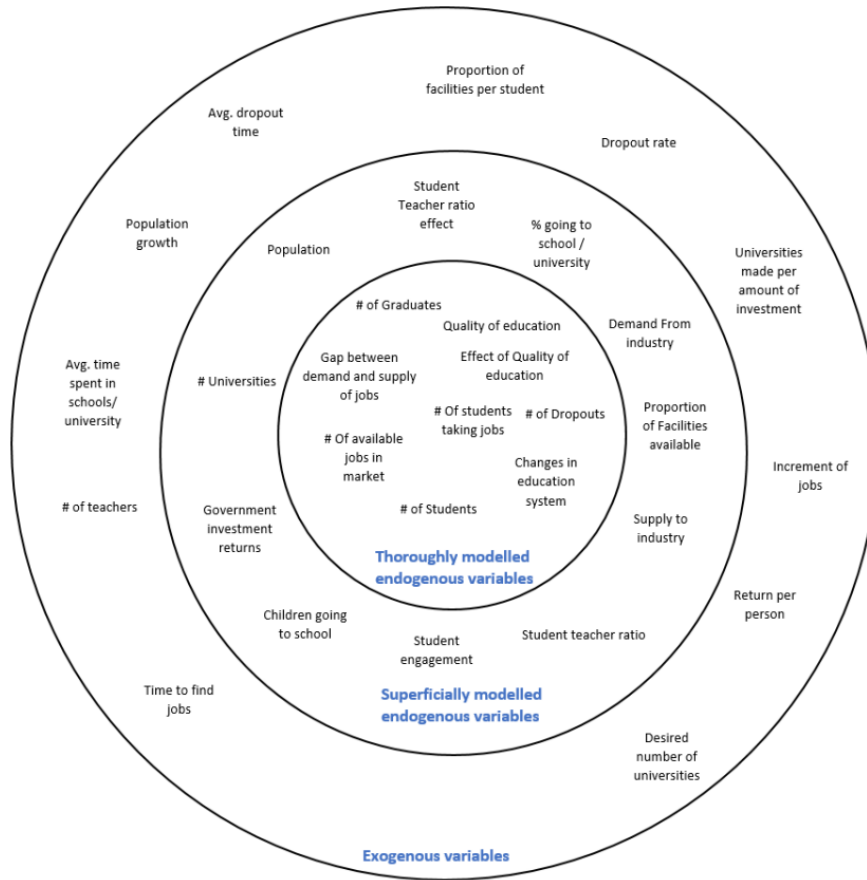 Proportion of
facilities per student
Avg. dropout
time
Dropout rate
Student
Teacher ratio
effect
Population
growth
Population
% going to
school /
university
Universities
made per
amount of
investment
# of Graduates
Quality of education
Demand From
industry
Gap between
demand and supply
of jobs
Effect of Quality of
education
Avg. time
spent in
schools/
university
# Universities
# Of students
taking jobs
# of Dropouts
Proportion
of Facilities
available
# Of available
jobs in
market
Changes in
education
system
Increment of
jobs
# of teachers
Government
investment
returns
# of Students
Supply to
industry
Thoroughly modelled
endogenous variables
Return per
person
Children going
to school
Student
engagement
Student teacher ratio
Time to find
jobs
Superficially modelled
endogenous variables
Desired
number of
universities
Exogenous variables